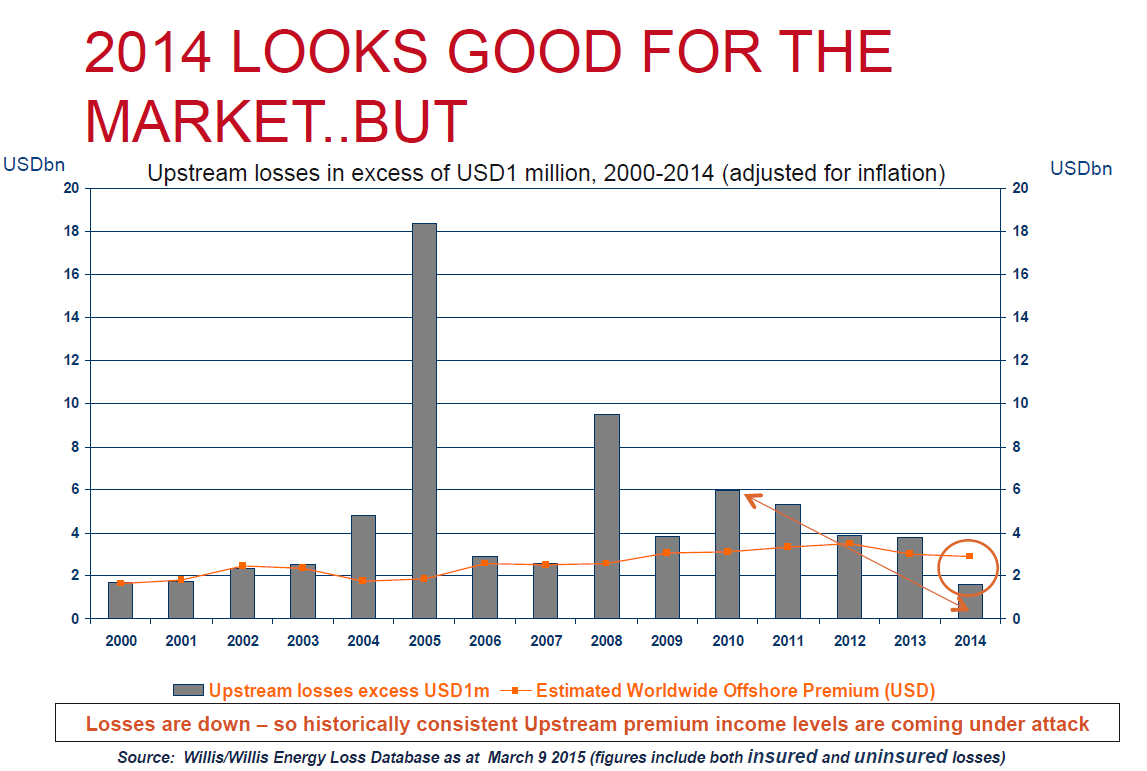 2014 LOOKS GOOD FOR THE
MARKET..BUT
USDbn
Upstream losses in excess of USD1 million, 2000-2014 (adjusted for inflation)
USDbn
20
18
16
14
12
10
8
6
4
2
0
20
18
16
14
12
10
8
6
4
2
0
2000 2001 2002 2003 2004 2005 2006 2007 2008 2009 2010 2011 2012 2013 2014
Upstream losses excess USD1m Estimated Worldwide Offshore Premium (USD)
Losses are down – so historically consistent Upstream premium income levels are coming under attack
Source: Willis/Willis Energy Loss Database as at March 9 2015 (figures include both insured and uninsured losses)